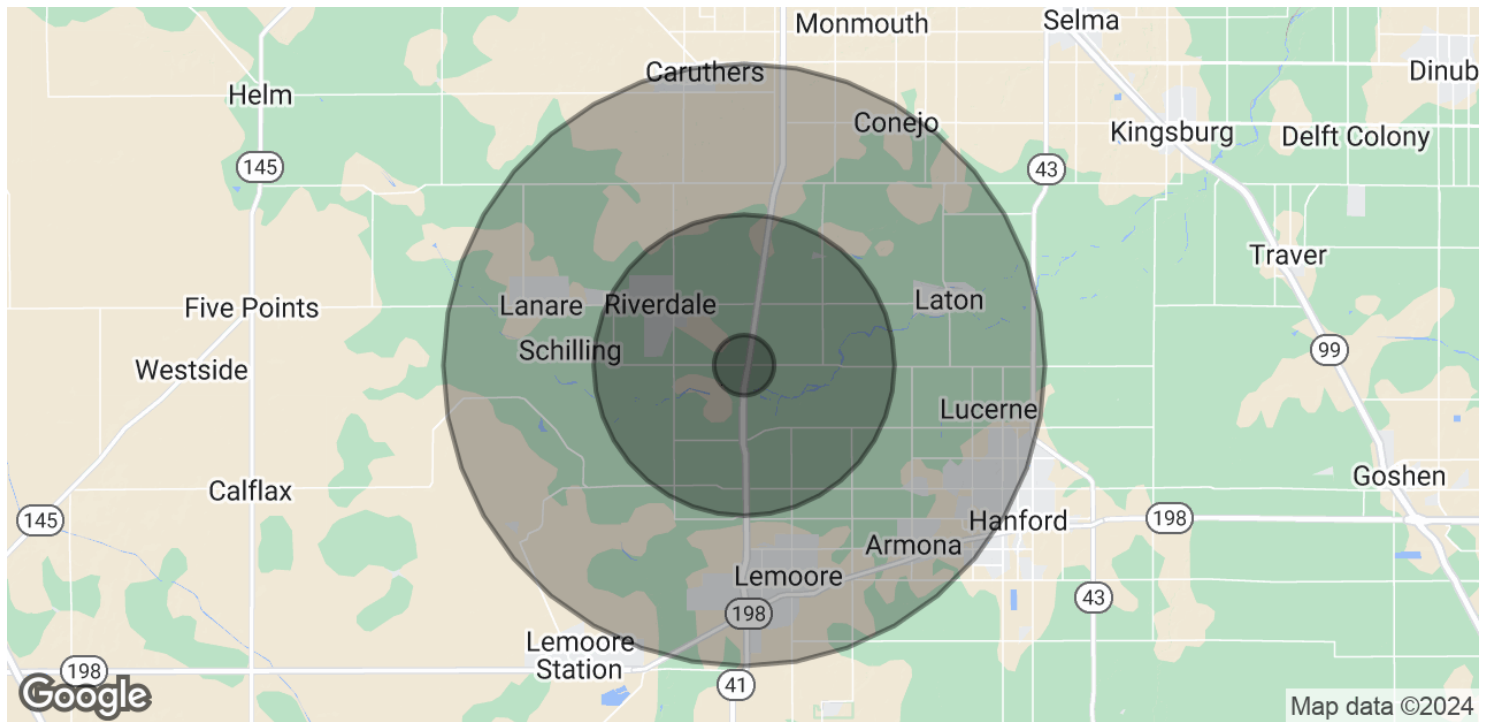 Monmouth
Selma
Caruthers
Dinub
Helm
Conejo
Kingsburg
Delft Colony
145
43
Traver
Lanare
Riverdale
Laton
Five Points
Schilling
99
Westside
Lucerne
Goshen
Calflax
145
Hanford
198
Armona
Lemoore
43
198
Lemoore
Station
198
41
Google
Map data ©2024